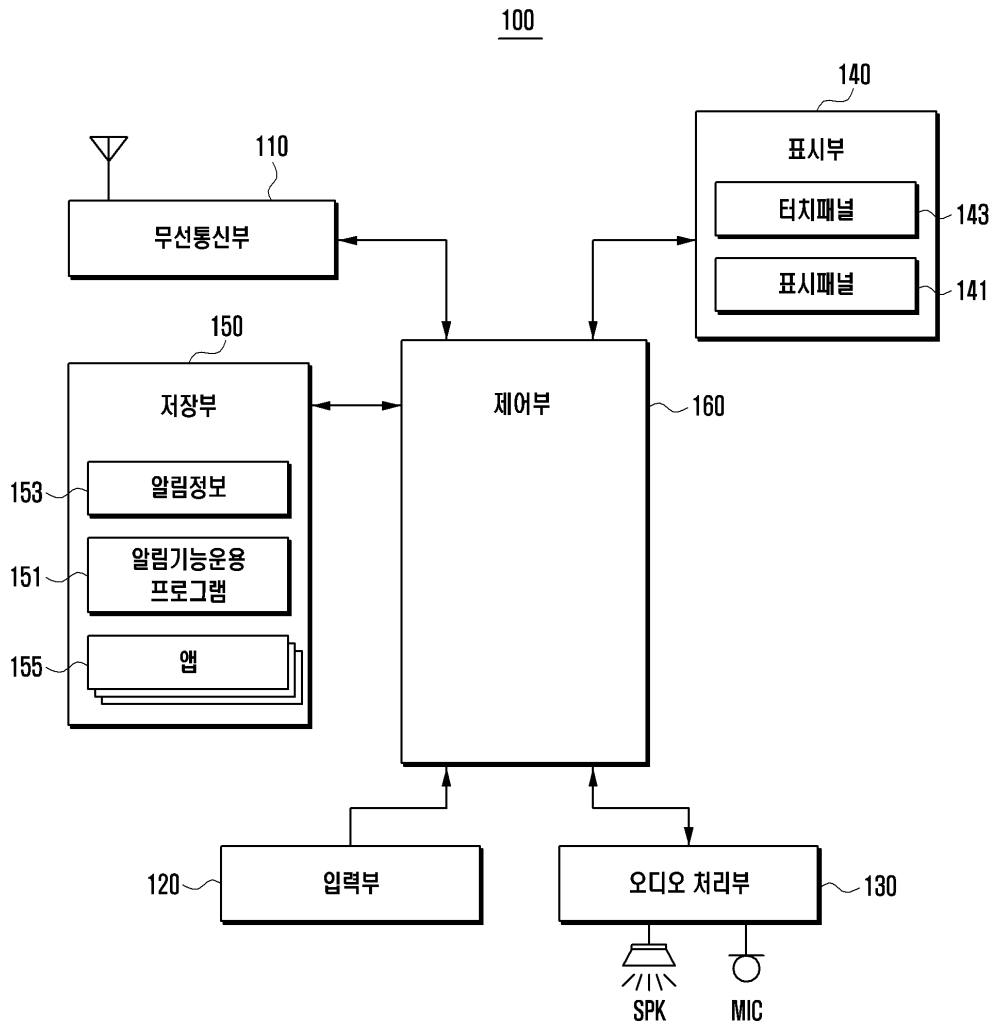 100
140
표시부
110
터치패널
143
무선통신부
표시패널
141
150
저장부
제어부
160
153
알림정보
151
알림기능운용
프로그램
155
앱
120
입력부
오디오 처리부
130
SPK
MIC